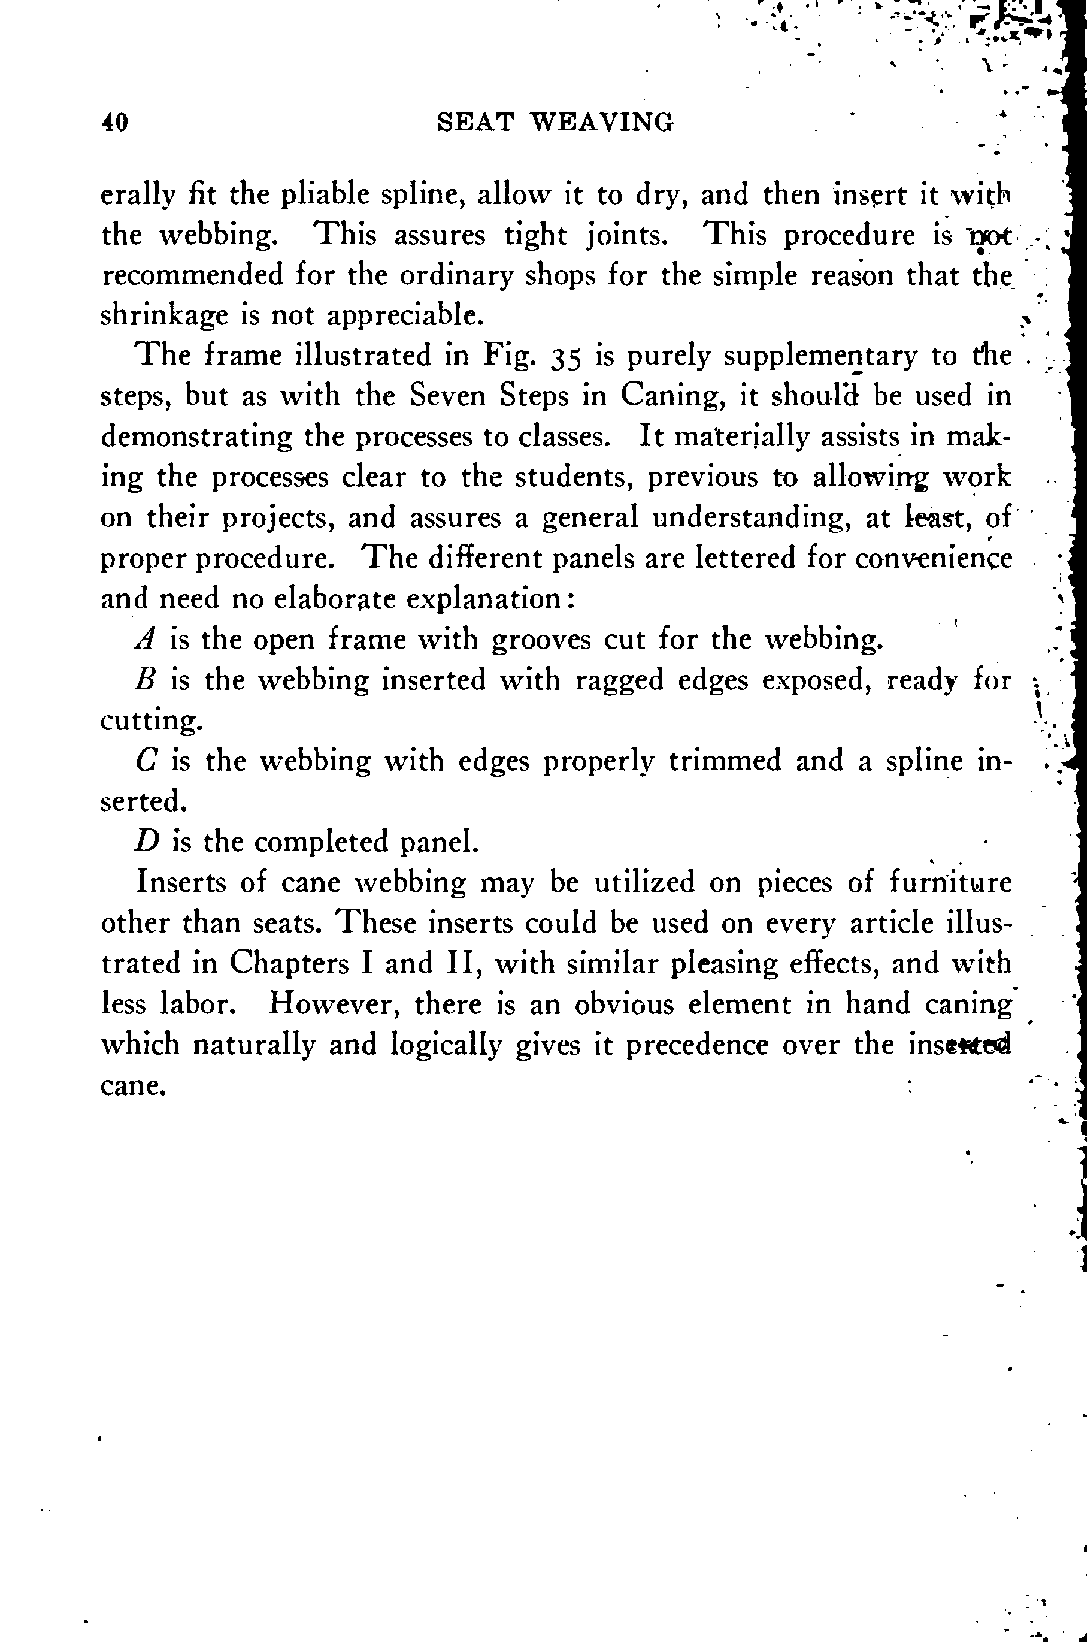 40 SEAT WEAVING
erally fit the pliable spline, allow it to dry, and then insert it with
the webbing. This assures tight joints. This procedure is not
recommended for the ordinary shops for the simple reason that the
shrinkage is not appreciable.
The frame illustrated in Fig. 35 is purely supplementary to the
steps, but as with the Seven Steps in Caning, it should be used in
demonstrating the processes to classes. It materially assists in mak-
ing the processes clear to the students, previous to allowing work
on their projects, and assures a general understanding, at least, of
proper procedure. The different panels are lettered for convenience
and need no elaborate explanation:
A is the open frame with grooves cut for the webbing.
B is the webbing inserted with ragged edges exposed, ready for
cutting.
C is the webbing with edges properly trimmed and a spline in-
serted.
D is the completed panel.
Inserts of cane webbing may be utilized on pieces of furniture
other than seats. These inserts could be used on every article illus-
trated in Chapters I and II, with similar pleasing effects, and with
less labor. However, there is an obvious element in hand caning
which naturally and logically gives it precedence over the inserted
cane.